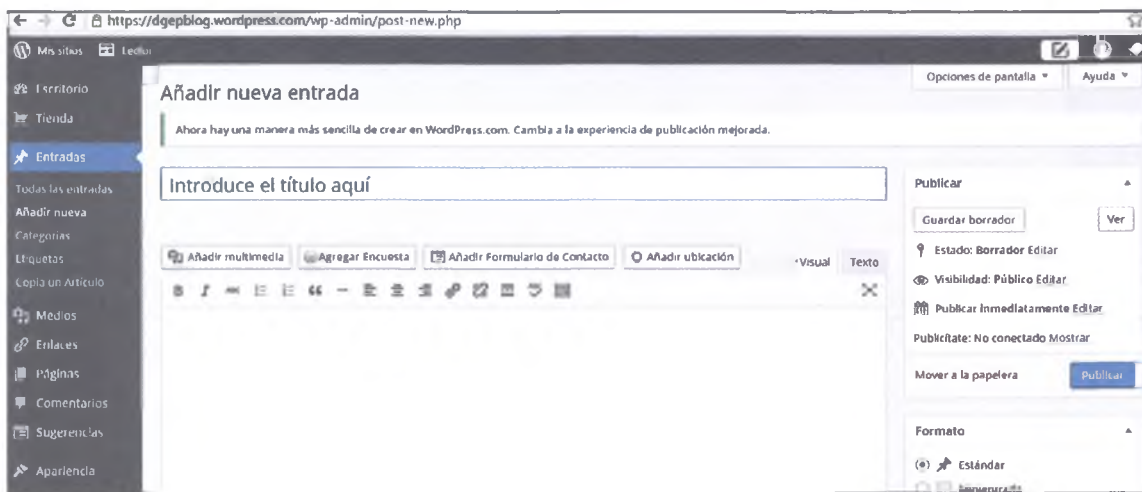 https://dgepblog.wordpress.com/wp-admin/post-new.php
Mis sitios Lector
Escritorio
Tienda
Entradas
Todas las entradas
Añadir nueva
Categorías
Etiquetas
Copia un Artículo
Medios
Enlaces
Páginas
Comentarios
Sugerencias
Apariencia
Opciones de pantalla Ayuda
Añadir nueva entrada
Ahora hay una manera más sencilla de crear en WordPress.com. Cambia a la experiencia de publicación mejorada.
Introduce el título aquí
Añadir multimedia Agregar Encuesta Añadir Formulario de Contacto Añadir ubicación Visual Texto
B I ABC
Publicar
Guardar borrador Ver
Estado: Borrador Editar
Visibilidad: Público Editar
Publicar inmediatamente Editar
Publicítate: No conectado Mostrar
Mover a la papelera Publicar
Formato
Estándar